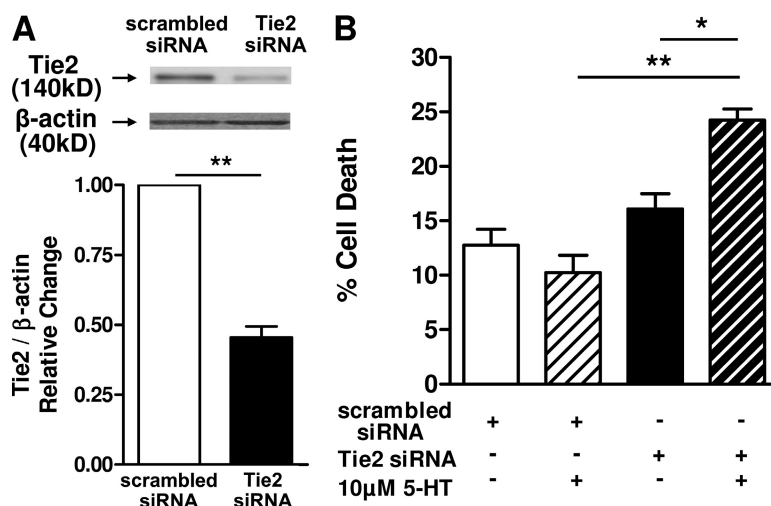 A
scrambled siRNA
Tie2 siRNA
Tie2 (140kD)
β-actin (40kD)
**
1.00
0.75
0.50
0.25
0.00
Tie2 / β-actin
Relative Change
scrambled siRNA
Tie2 siRNA
B
*
**
30
25
20
15
10
5
0
% Cell Death
scrambled siRNA + + - -
Tie2 siRNA - - + +
10µM 5-HT - + - +